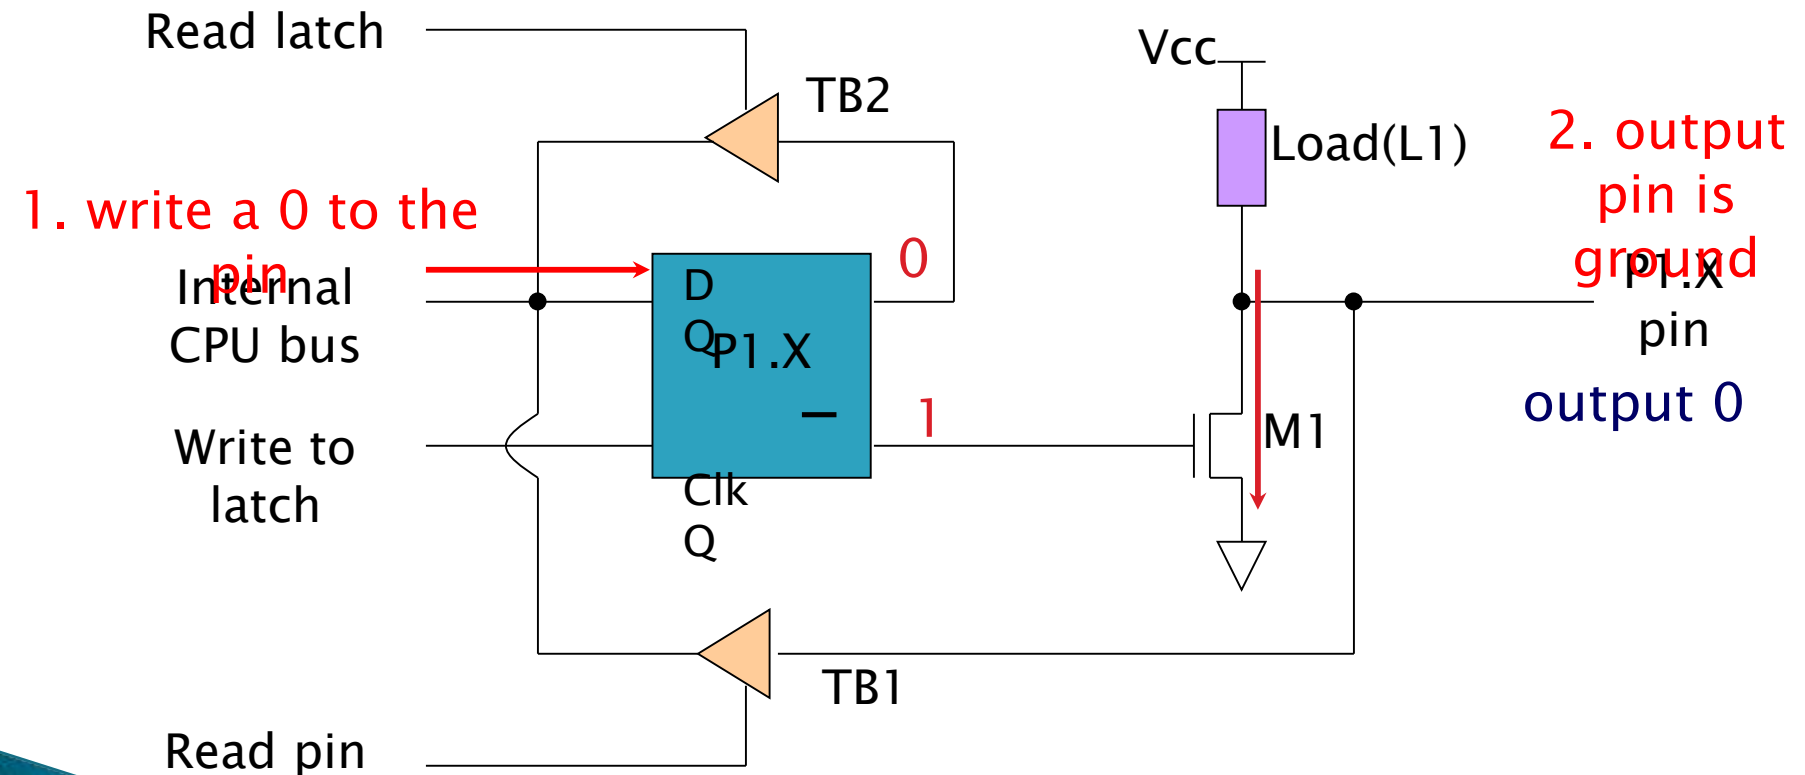 Read latch
TB2
Vcc
Load(L1)
2. output
pin is
ground
1. write a 0 to the
pin
Internal
CPU bus
D
Q
P1.X
0
1
P1.X
pin
output 0
M1
Write to
latch
Clk
Q
TB1
Read pin